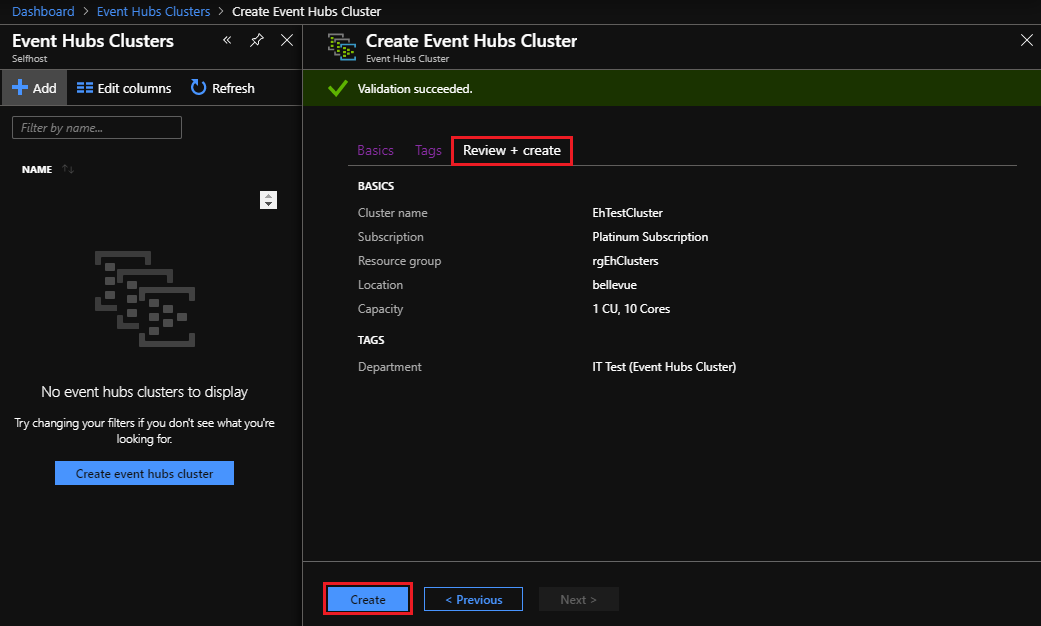 Dashboard > Event Hubs Clusters > Create Event Hubs Cluster
Event Hubs Clusters
Selfhost
Add
Edit columns
Refresh
Filter by name...
NAME
No event hubs clusters to display
Try changing your filters if you don't see what you're
looking for.
Create event hubs cluster
Create Event Hubs Cluster
Event Hubs Cluster
Validation succeeded.
Basics Tags Review + create
BASICS
Cluster name EhTestCluster
Subscription Platinum Subscription
Resource group rgEhClusters
Location bellevue
Capacity 1 CU, 10 Cores
TAGS
Department IT Test (Event Hubs Cluster)
Create < Previous Next >